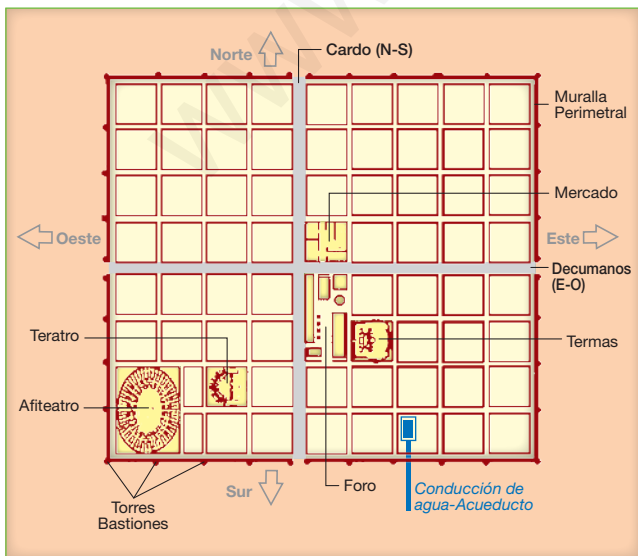 Norte
Cardo (N-S)
Muralla
Perimetral
Mercado
Oeste
Este
Decumanos
(E-O)
Teratro
Termas
Afiteatro
Foro
Sur
Torres
Bastiones
Conducción de
agua-Acueducto